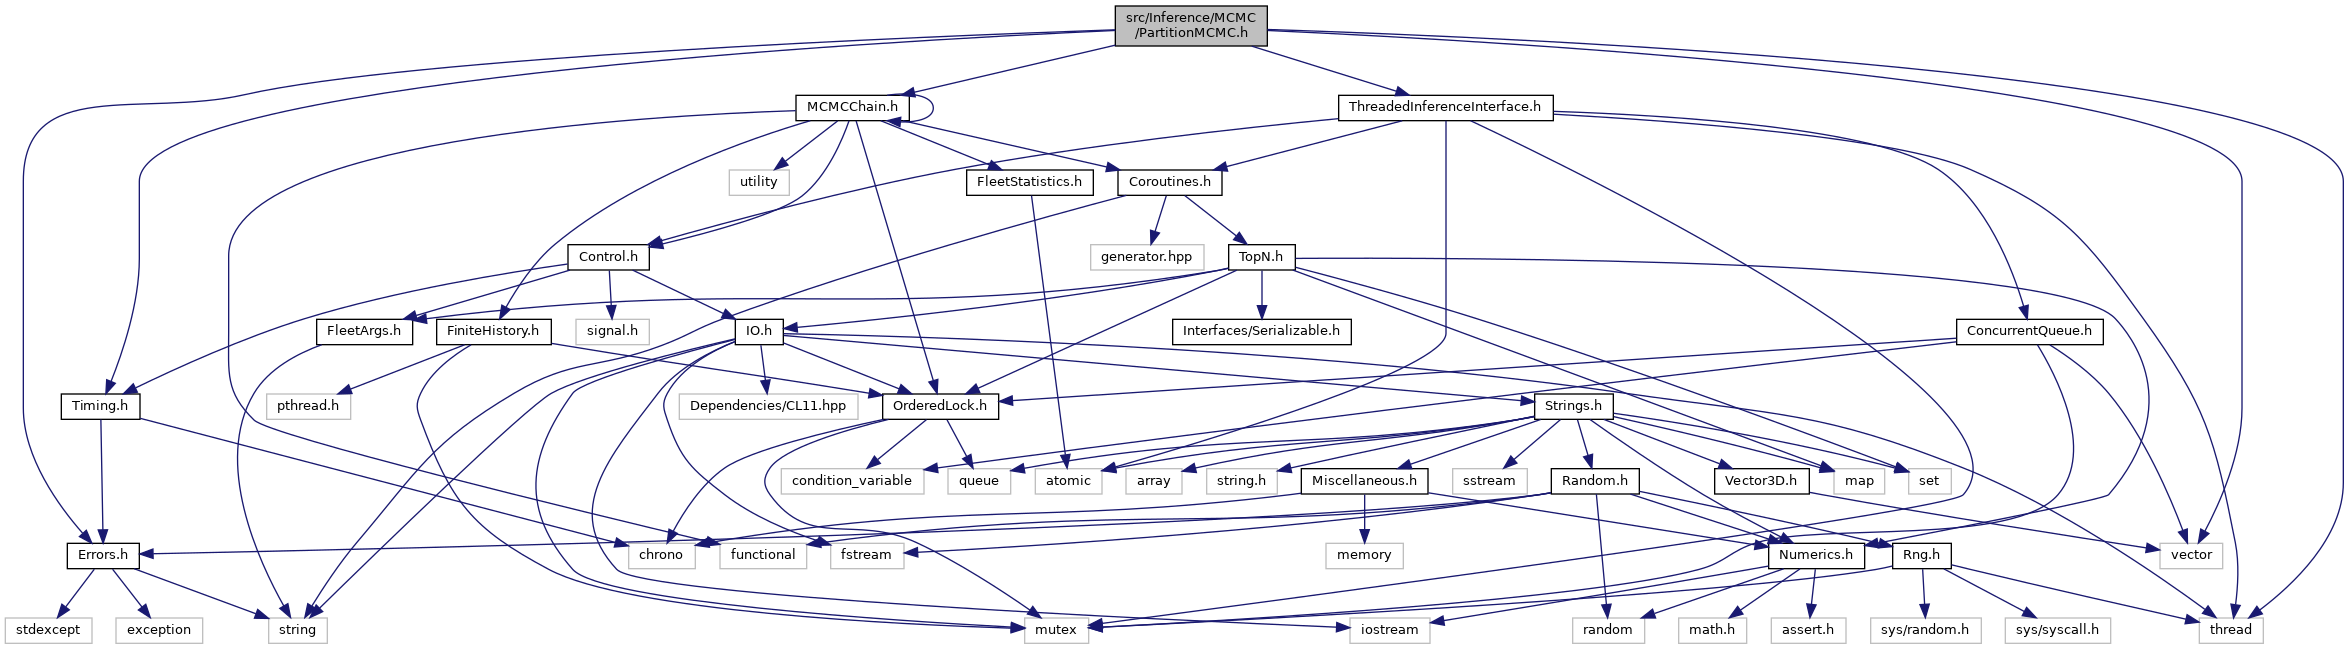 src/Inference/MCMC
/PartitionMCMC.h
MCMCChain.h
ThreadedInferenceInterface.h
utility
FleetStatistics.h
Coroutines.h
Control.h
generator.hpp
TopN.h
FleetArgs.h
FiniteHistory.h
signal.h
IO.h
Interfaces/Serializable.h
ConcurrentQueue.h
Timing.h
pthread.h
Dependencies/CL11.hpp
OrderedLock.h
Strings.h
condition_variable
queue
atomic
array
string.h
Miscellaneous.h
sstream
Random.h
Vector3D.h
map
set
Errors.h
chrono
functional
fstream
memory
Numerics.h
Rng.h
vector
stdexcept
exception
string
mutex
iostream
random
math.h
assert.h
sys/random.h
sys/syscall.h
thread